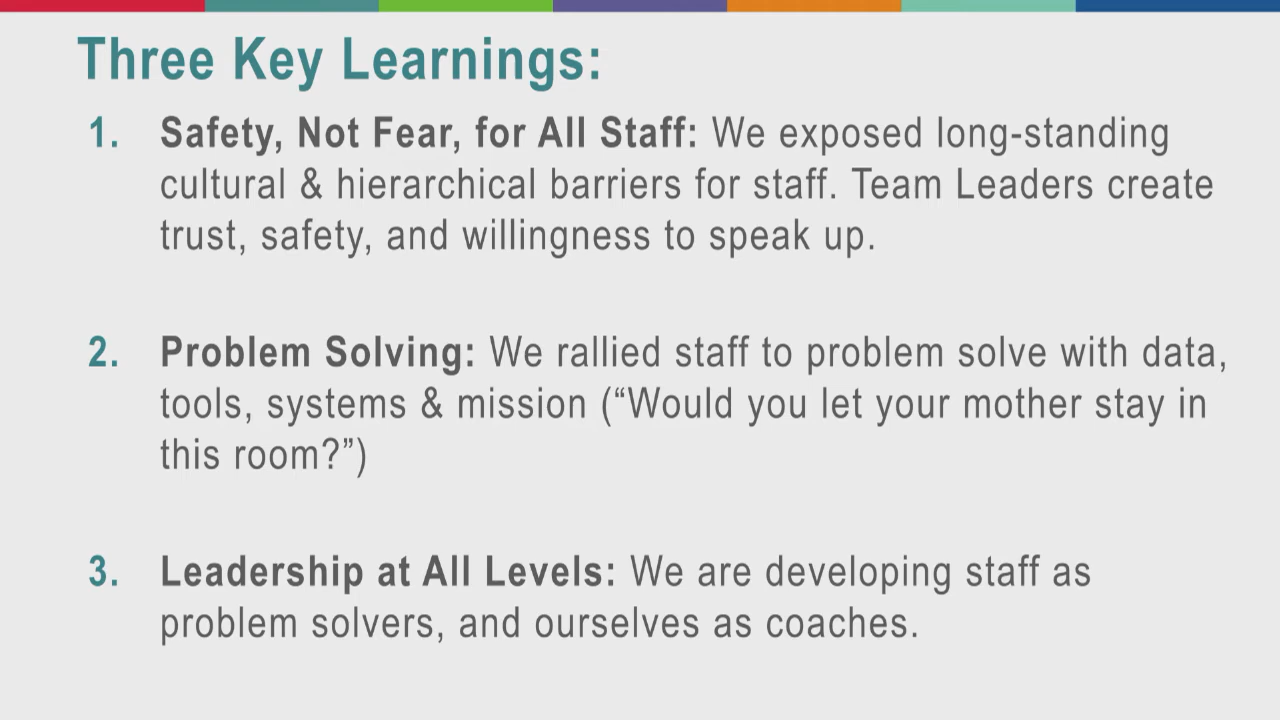 Three Key Learnings:
1. Safety, Not Fear, for All Staff: We exposed long-standing
cultural & hierarchical barriers for staff. Team Leaders create
trust, safety, and willingness to speak up.
2. Problem Solving: We rallied staff to problem solve with data,
tools, systems & mission (“Would you let your mother stay in
this room?”)
3. Leadership at All Levels: We are developing staff as
problem solvers, and ourselves as coaches.